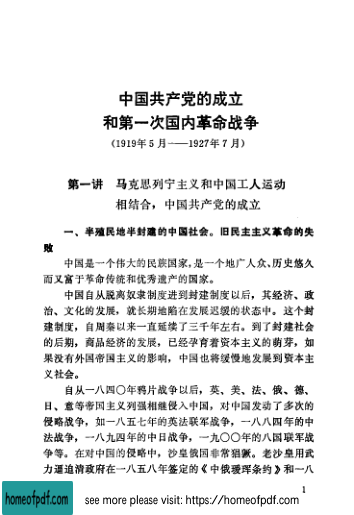 中国共产党的成立
和第一次国内革命战争
(1919年5月——1927年7月)
第一讲 马克思列宁主义和中国工人运动
相结合，中国共产党的成立
一、半殖民地半封建的中国社会。旧民主主义革命的失
败
中国是一个伟大的民族国家，是一个地广人众、历史悠久
而又富于革命传统和优秀遗产的国家。
中国自从脱离奴隶制度进到封建制度以后，其经济、政
治、文化的发展，就长期地陷在发展迟缓的状态中。这个封
建制度，自周秦以来一直延续了三千年左右。到了封建社会
的后期，商品经济的发展，已经孕育着资本主义的萌芽，如
果没有外国帝国主义的影响，中国也将缓慢地发展到资本主
义社会。
自从一八四〇年鸦片战争以后，英、美、法、俄、德、
日、意等帝国主义列强相继侵入中国，对中国发动了多次的
侵略战争，如一八五七年的英法联军战争，一八八四年的中
法战争，一八九四年的中日战争，一九〇〇年的八国联军战
争等。在对中国的侵略中，沙皇俄国非常猖獗。老沙皇用武
力逼迫清政府在一八五八年签定的《中俄瑷珲条约》和一八
1
homeofpdf.com
see more please visit: https://homeofpdf.com